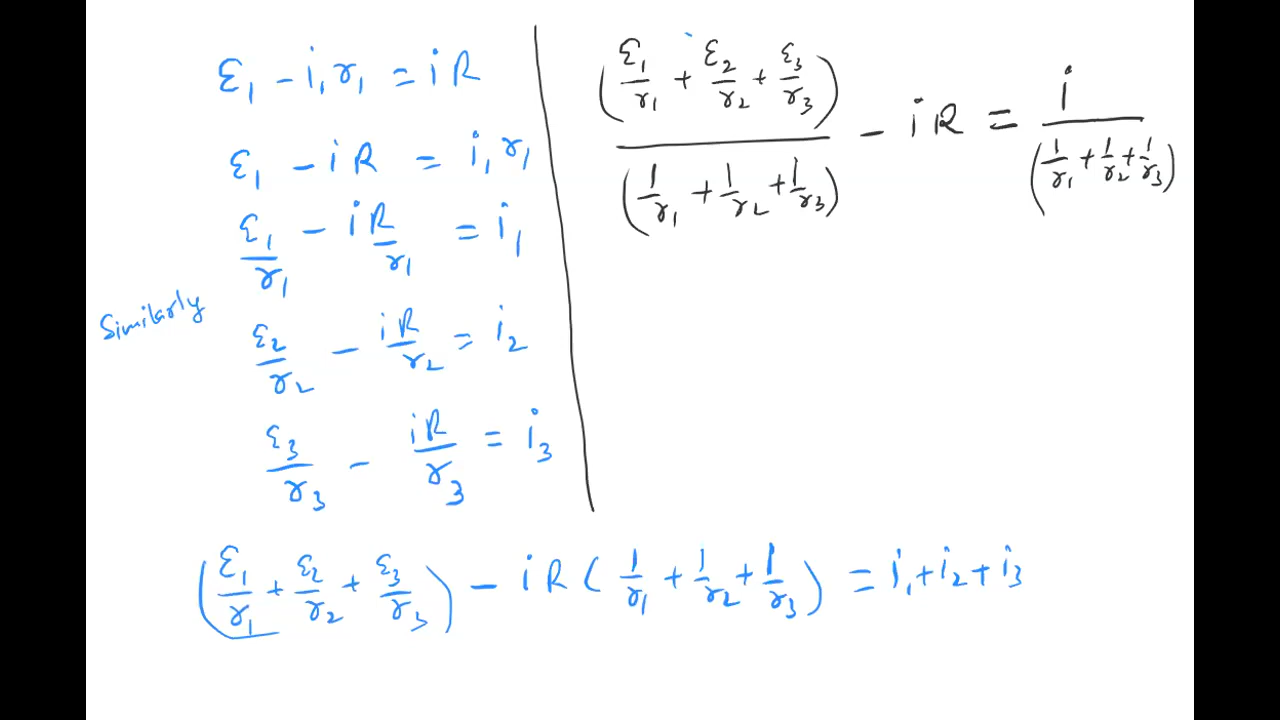 ε₁ - i₁r₁ = iR
ε₁ - iR = i₁r₁
ε₁/r₁ - iR/r₁ = i₁
Similarly
ε₂/r₂ - iR/r₂ = i₂
ε₃/r₃ - iR/r₃ = i₃
(ε₁/r₁ + ε₂/r₂ + ε₃/r₃) - iR(1/r₁ + 1/r₂ + 1/r₃) = i₁ + i₂ + i₃
(ε₁/r₁ + ε₂/r₂ + ε₃/r₃)/(1/r₁ + 1/r₂ + 1/r₃) - iR = i/(1/r₁ + 1/r₂ + 1/r₃)